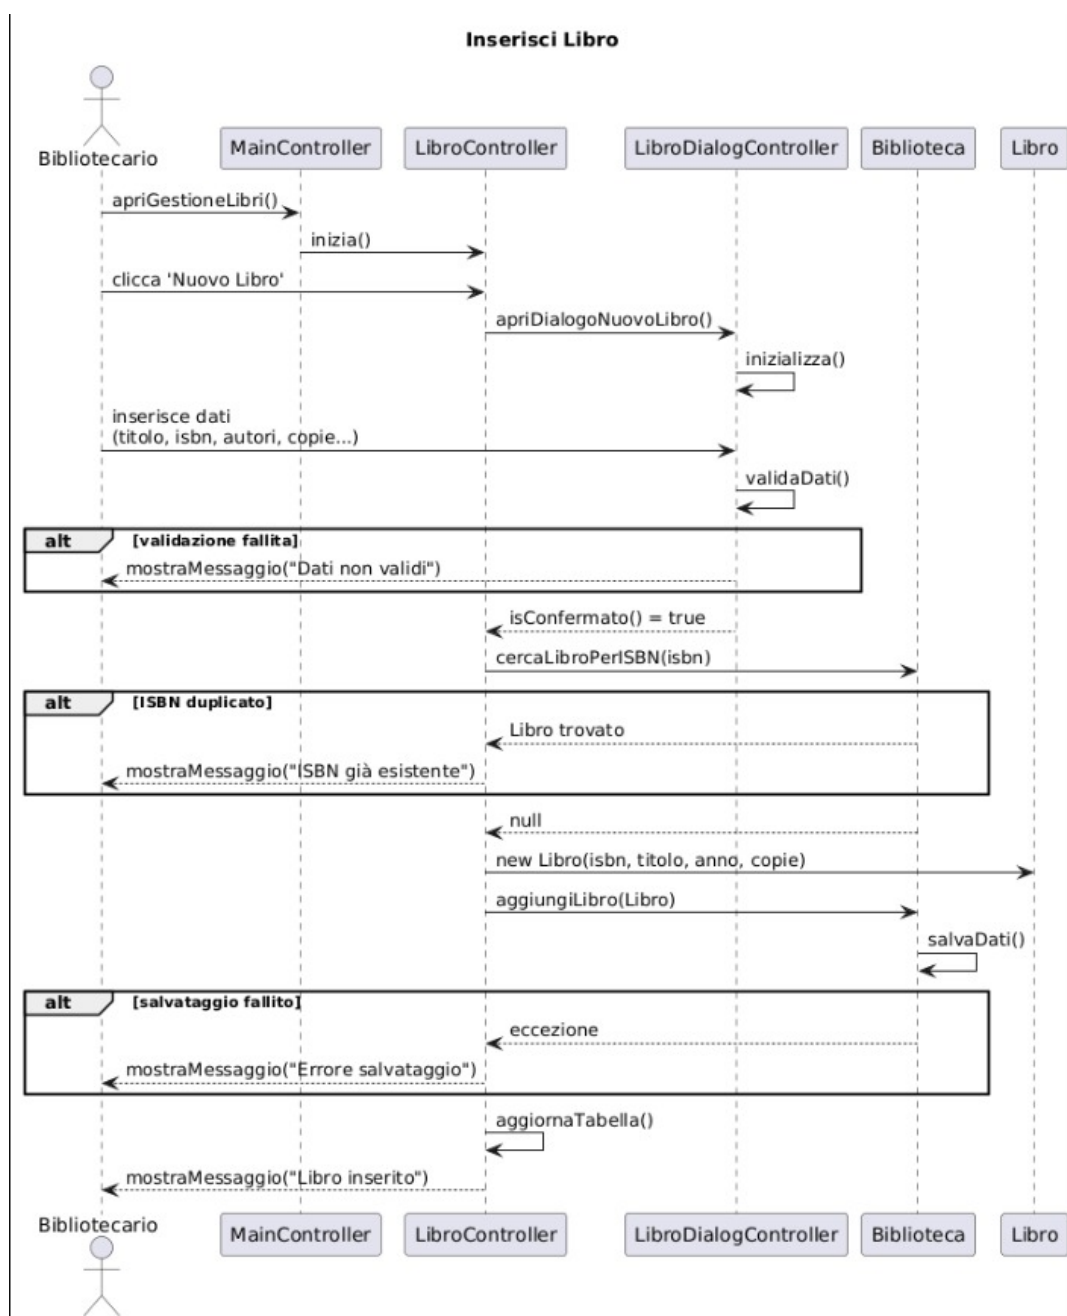 Inserisci Libro
Bibliotecario
MainController
LibroController
LibroDialogController
Biblioteca
Libro
apriGestioneLibri()
inizia()
clicca 'Nuovo Libro'
apriDialogoNuovoLibro()
inizializza()
inserisce dati
(titolo, isbn, autori, copie...)
validaDati()
alt [validazione fallita]
mostraMessaggio("Dati non validi")
isConfermato() = true
cercaLibroPerISBN(isbn)
alt [ISBN duplicato]
Libro trovato
mostraMessaggio("ISBN già esistente")
null
new Libro(isbn, titolo, anno, copie)
aggiungiLibro(Libro)
salvaDati()
alt [salvataggio fallito]
eccezione
mostraMessaggio("Errore salvataggio")
aggiornaTabella()
mostraMessaggio("Libro inserito")
Bibliotecario
MainController
LibroController
LibroDialogController
Biblioteca
Libro